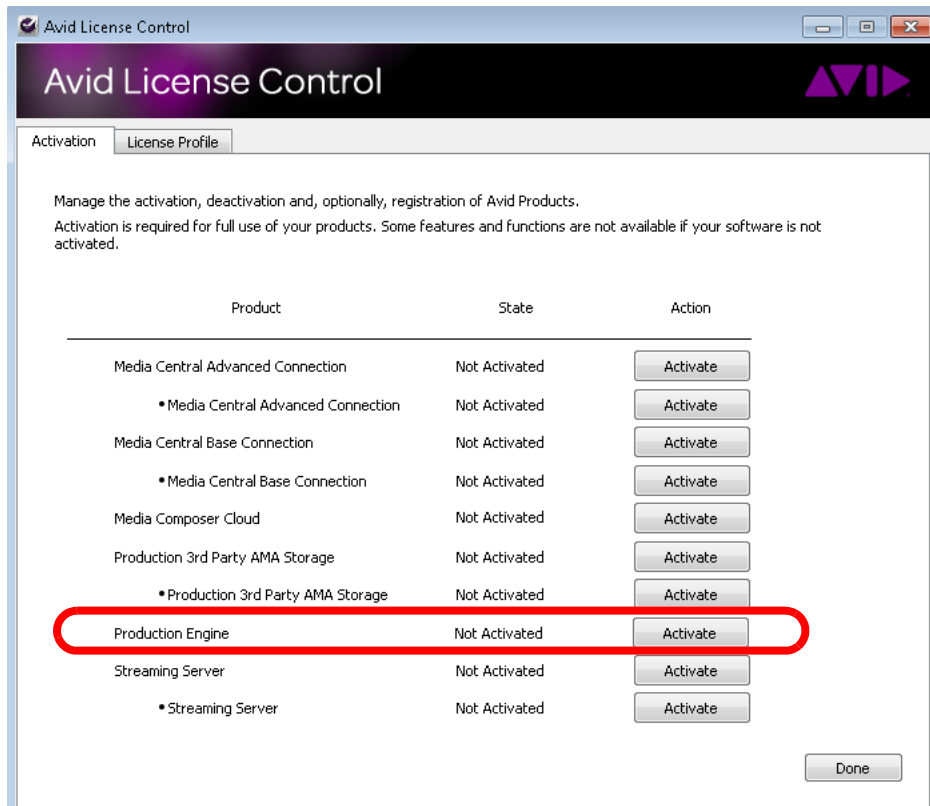 Avid License Control
Avid License Control
AVID
Activation License Profile
Manage the activation, deactivation and, optionally, registration of Avid Products.
Activation is required for full use of your products. Some features and functions are not available if your software is not
activated.
Product State Action
Media Central Advanced Connection Not Activated Activate
• Media Central Advanced Connection Not Activated Activate
Media Central Base Connection Not Activated Activate
• Media Central Base Connection Not Activated Activate
Media Composer Cloud Not Activated Activate
Production 3rd Party AMA Storage Not Activated Activate
• Production 3rd Party AMA Storage Not Activated Activate
Production Engine Not Activated Activate
Streaming Server Not Activated Activate
• Streaming Server Not Activated Activate
Done